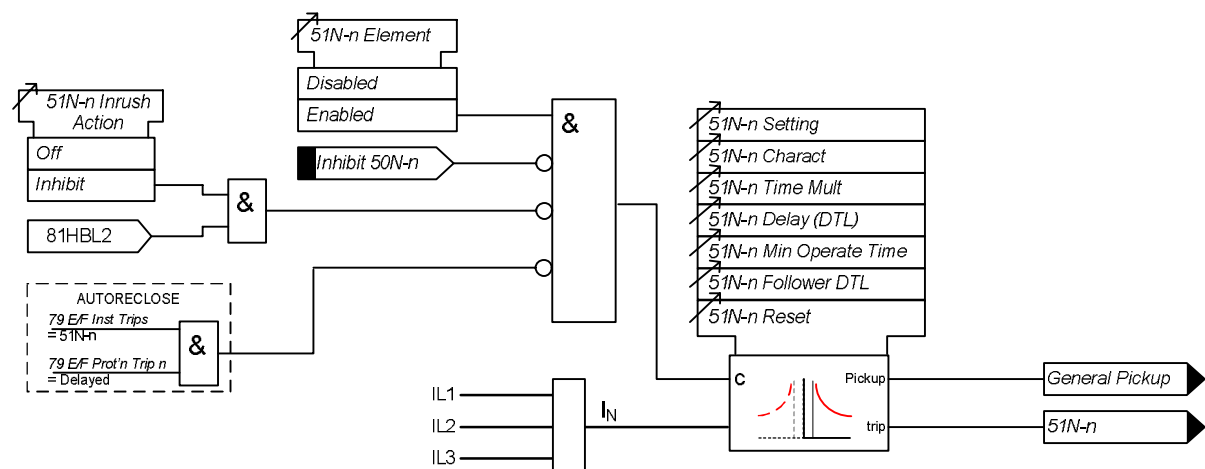 51N-n Element
Disabled
Enabled
51N-n Inrush
Action
Off
Inhibit
Inhibit 50N-n
&
&
81HBL2
AUTORECLOSE
79 E/F Inst Trips
= 51N-n
79 E/F Prot'n Trip n
= Delayed
&
51N-n Setting
51N-n Charact
51N-n Time Mult
51N-n Delay (DTL)
51N-n Min Operate Time
51N-n Follower DTL
51N-n Reset
C
Pickup
trip
General Pickup
51N-n
IL1
IL2
IL3
IN